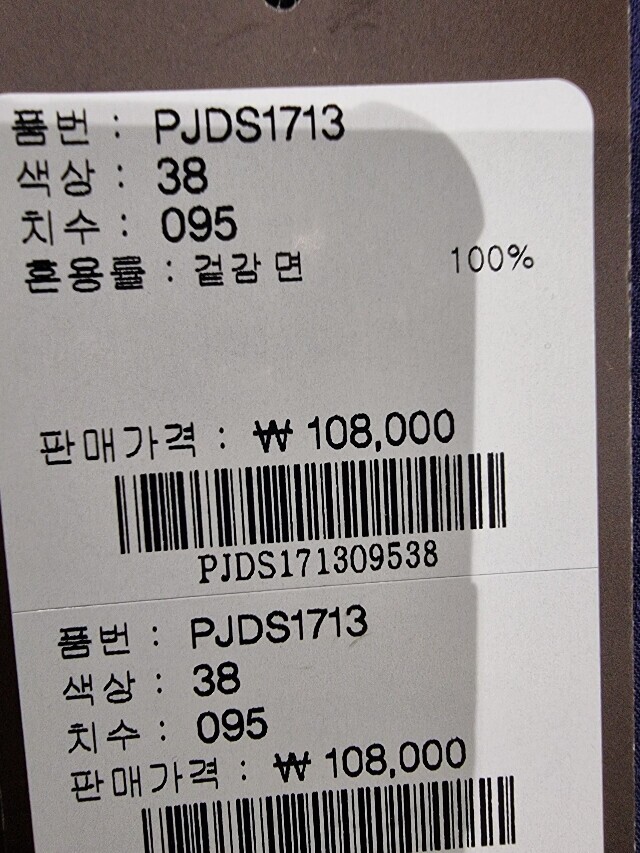 품번 : PJDS1713
색상 : 38
치수 : 095
혼용률 : 겉감 면 100%
판매가격 : ₩ 108,000
PJDS171309538
품번 : PJDS1713
색상 : 38
치수 : 095
판매가격 : ₩ 108,000